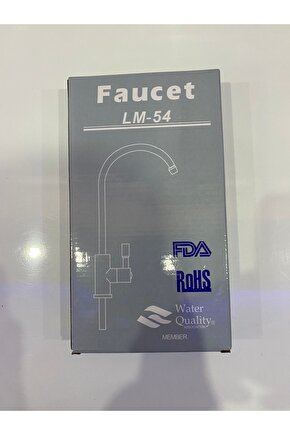 Faucet
LM-54
FDA
RoHS
Water
Quality®
MEMBER